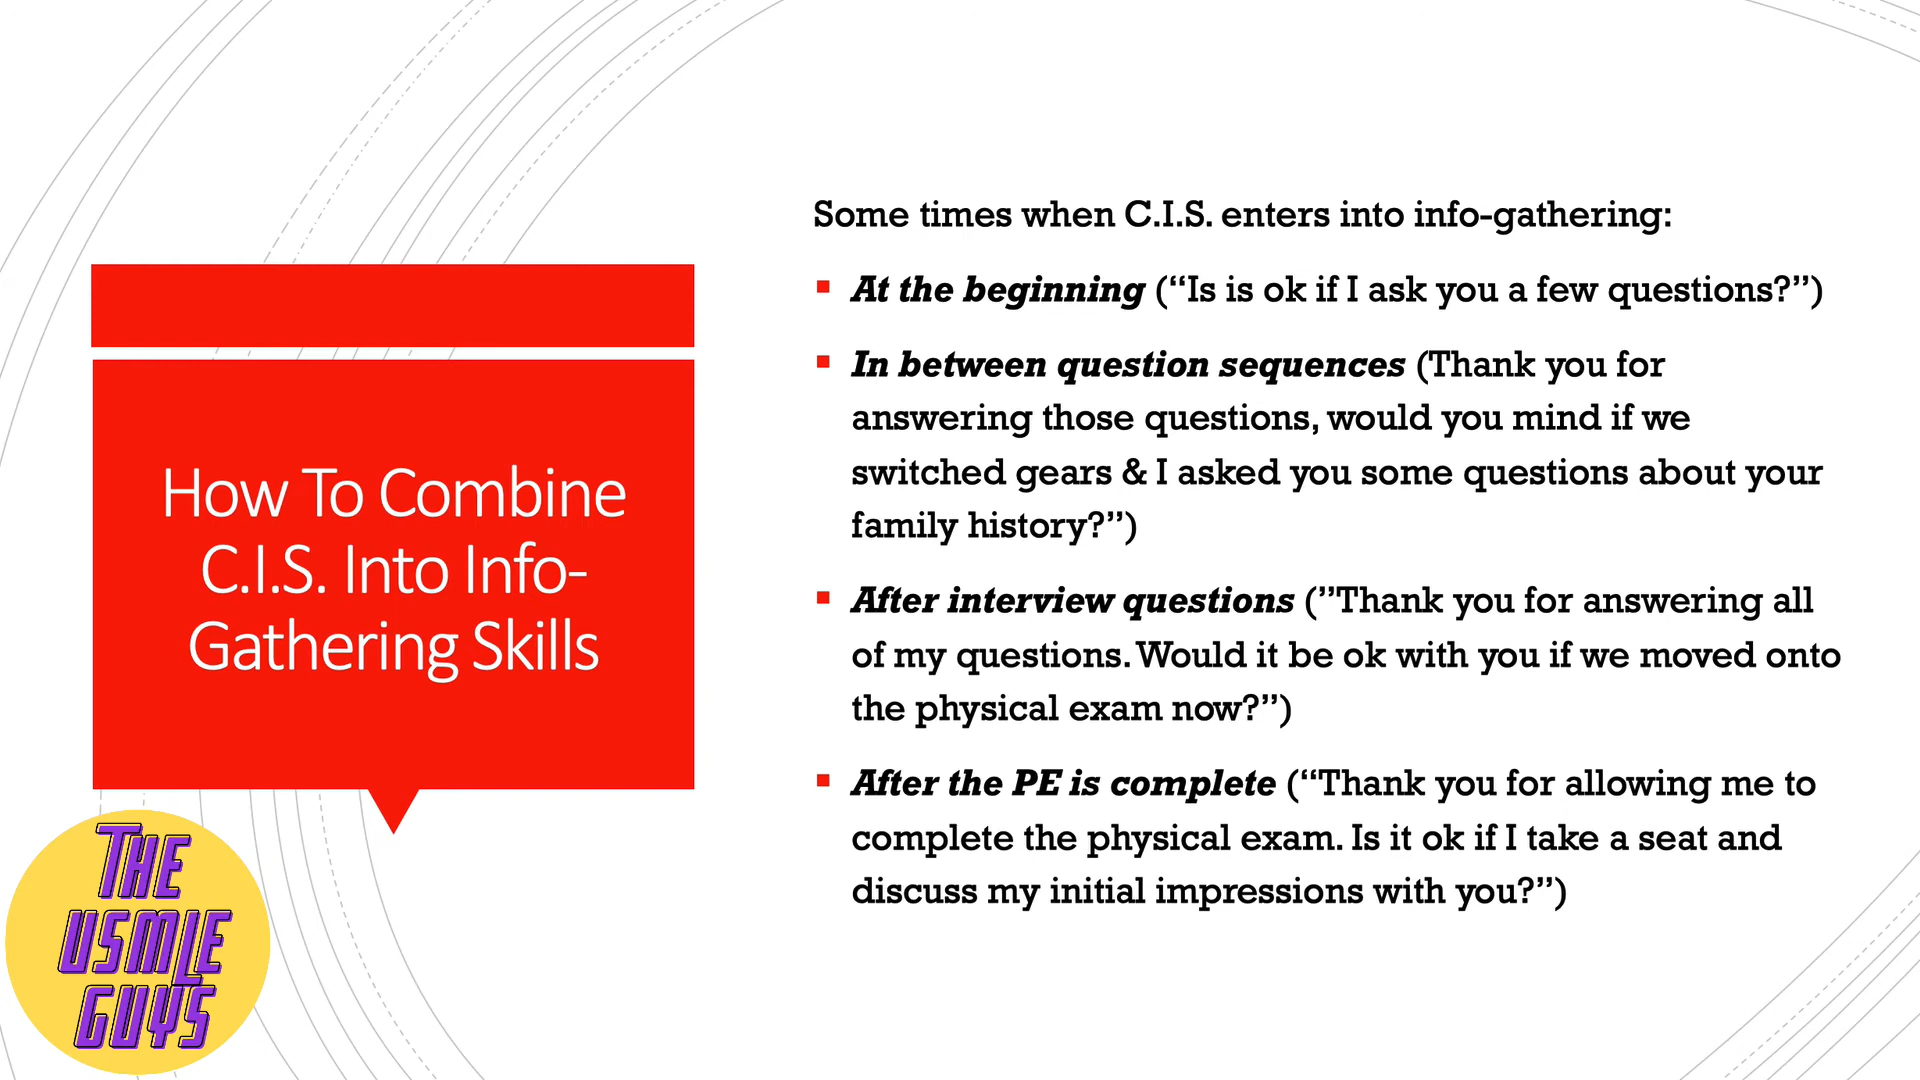 How To Combine
C.I.S. Into Info-
Gathering Skills
Some times when C.I.S. enters into info-gathering:
▪ At the beginning (“Is is ok if I ask you a few questions?”)
▪ In between question sequences (Thank you for
answering those questions, would you mind if we
switched gears & I asked you some questions about your
family history?”)
▪ After interview questions (”Thank you for answering all
of my questions. Would it be ok with you if we moved onto
the physical exam now?”)
▪ After the PE is complete (“Thank you for allowing me to
complete the physical exam. Is it ok if I take a seat and
discuss my initial impressions with you?”)
THE
USMLE
GUYS